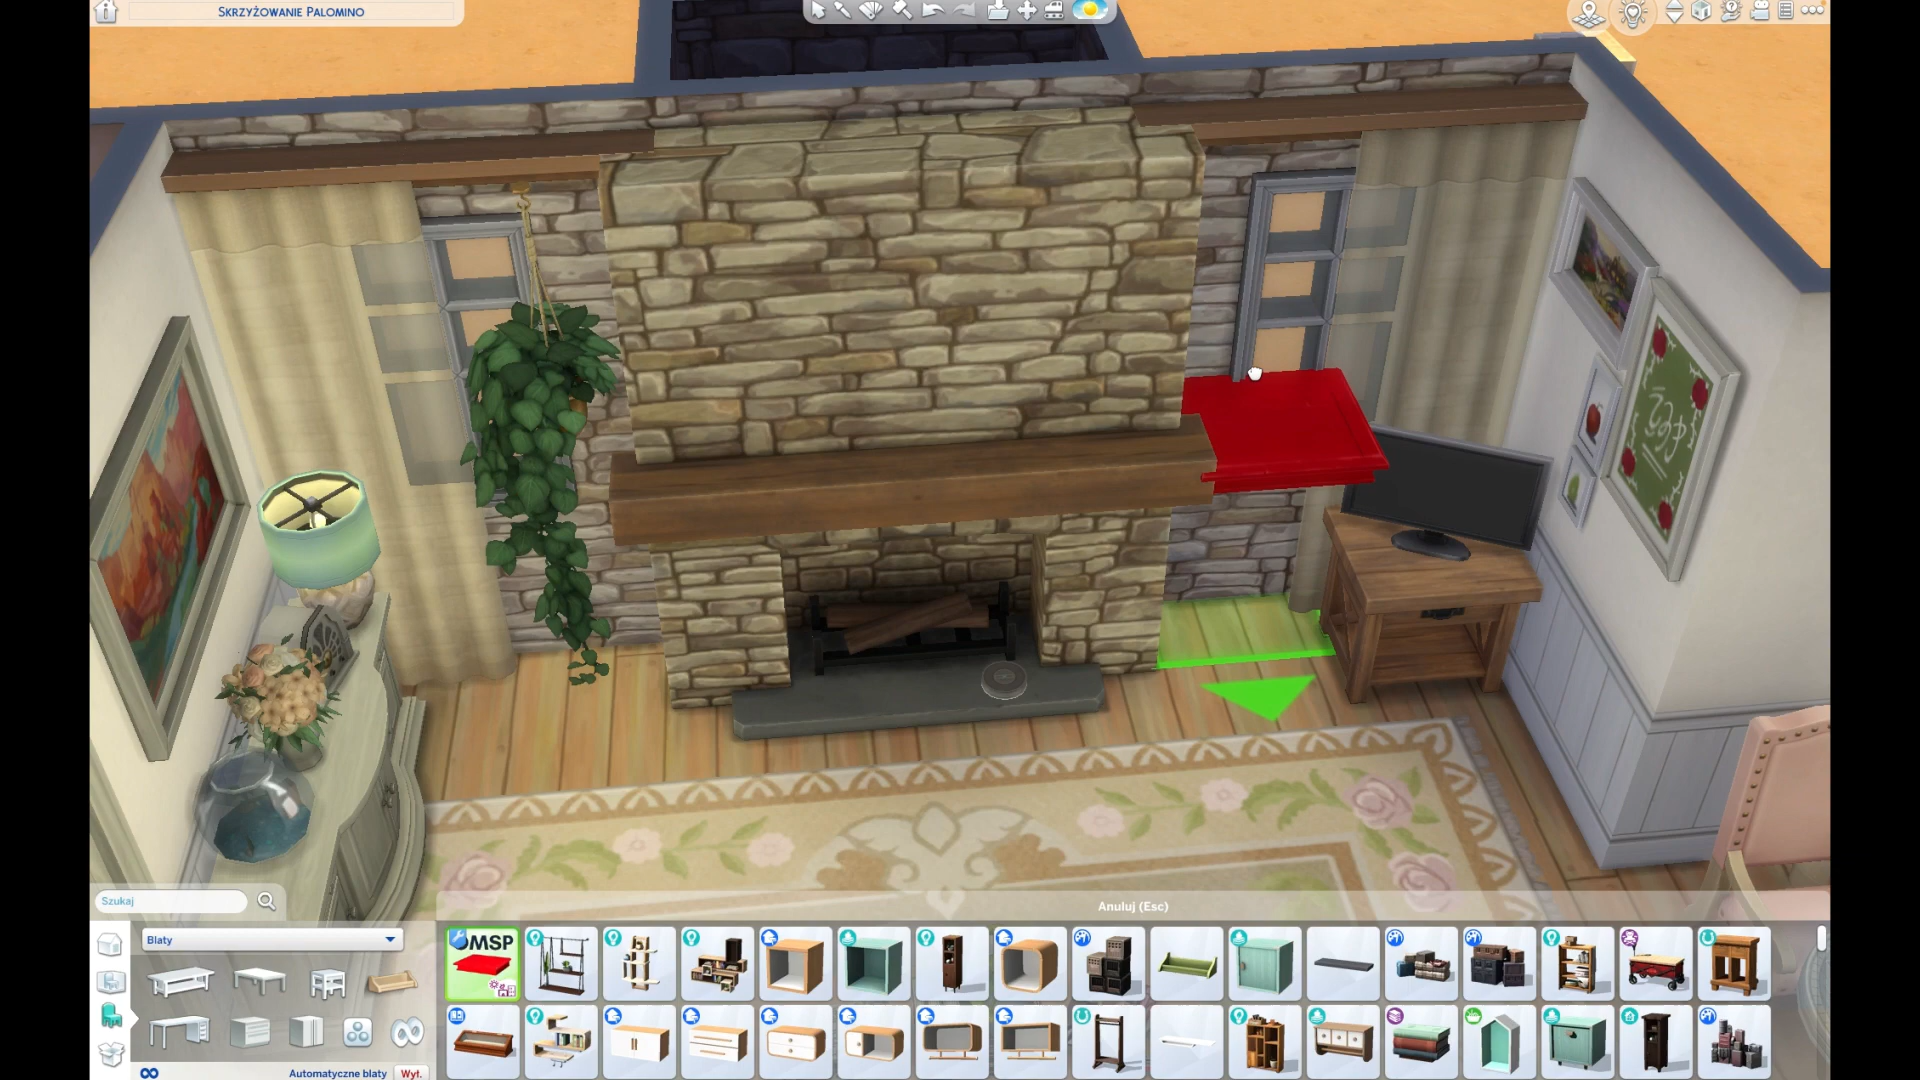 SKRZYŻOWANIE PALOMINO
Szukaj
Anuluj (Esc)
Blaty
MSP
Automatyczne blaty Wył.